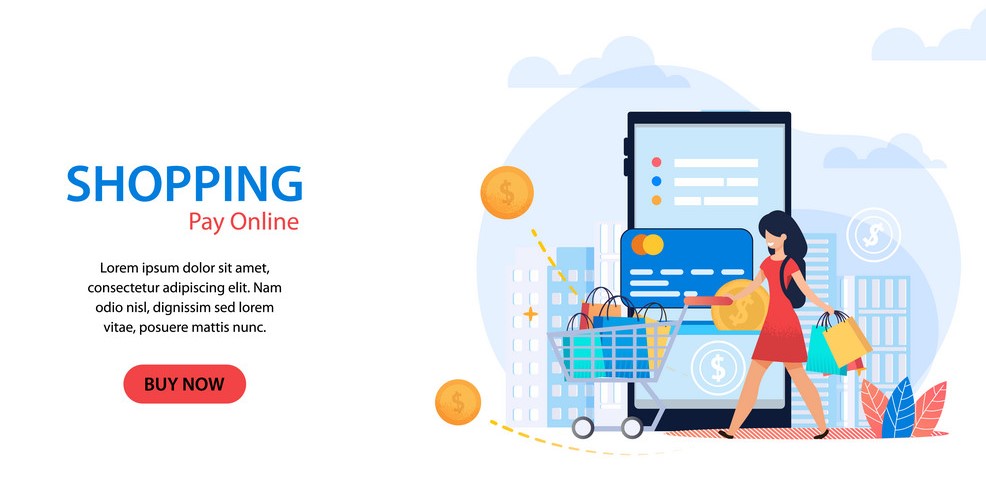 SHOPPING
Pay Online
Lorem ipsum dolor sit amet,
consectetur adipiscing elit. Nam
odio nisl, dignissim sed lorem
vitae, posuere mattis nunc.
BUY NOW
$
$
$
$
$